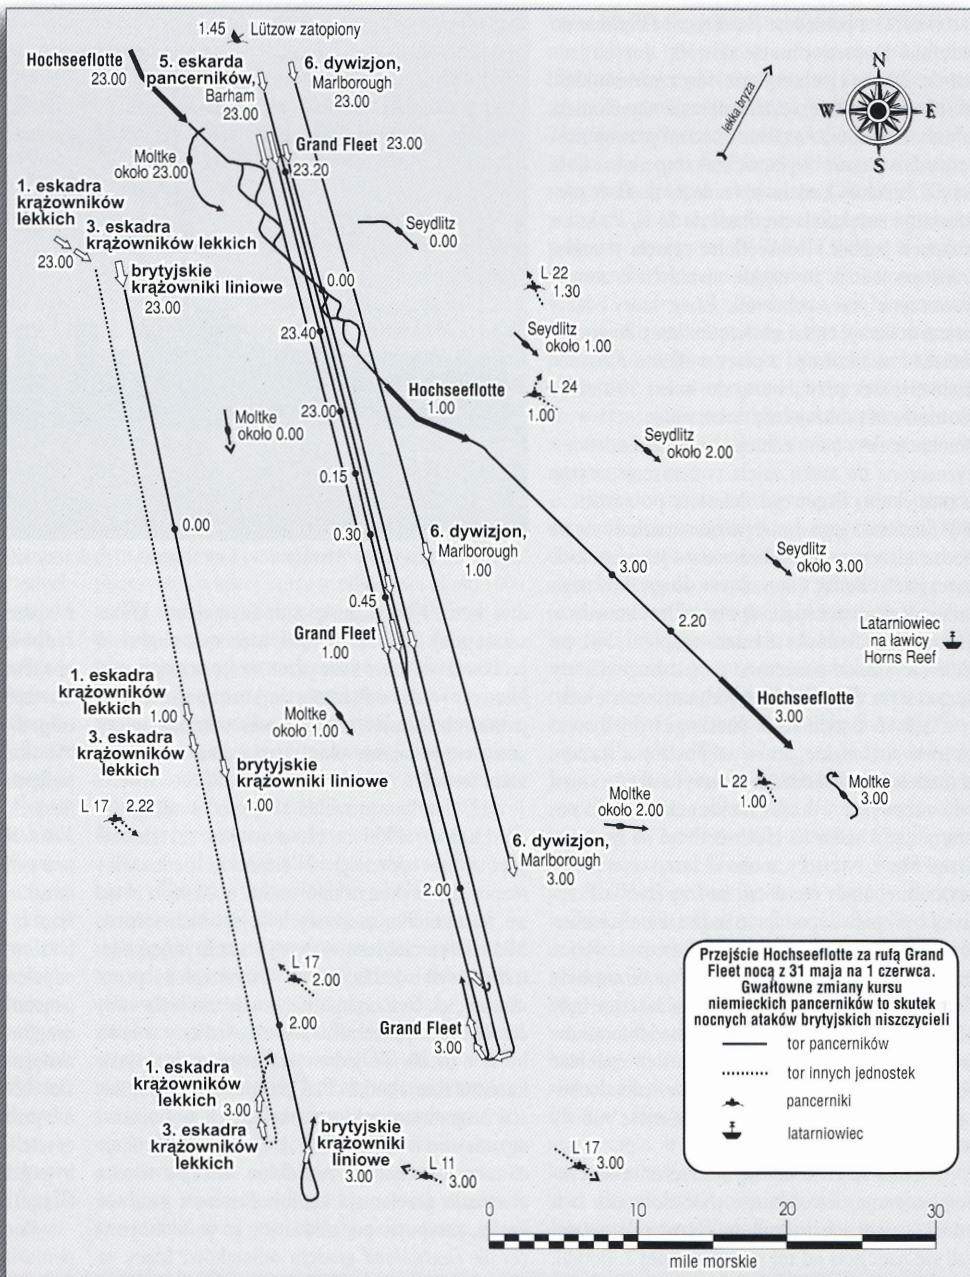 1.45
Lützow zatopiony
Hochseeflotte
23.00
5. eskarda
pancerników,
Barham
23.00
6. dywizjon,
Marlborough
23.00
lekka bryza
N
W
E
S
Grand Fleet 23.00
23.20
Moltke
około 23.00
1. eskadra
krążowników
lekkich
23.00
3. eskadra
krążowników lekkich
brytyjskie
krążowniki liniowe
23.00
Seydlitz
0.00
L 22
1.30
0.00
23.40
Seydlitz
około 1.00
Hochseeflotte
1.00
L 24
1.00
23.00
Moltke
około 0.00
Seydlitz
około 2.00
0.15
0.00
0.30
6. dywizjon,
Marlborough
1.00
Seydlitz
około 3.00
3.00
0.45
2.20
Grand Fleet
1.00
Latarniowiec
na ławicy
Horns Reef
1. eskadra
krążowników
lekkich
1.00
3. eskadra
krążowników
lekkich
Moltke
około 1.00
Hochseeflotte
3.00
brytyjskie
krążowniki liniowe
1.00
L 17 2.22
L 22
1.00
Moltke
3.00
Moltke
około 2.00
6. dywizjon,
Marlborough
3.00
2.00
L 17
2.00
2.00
Grand Fleet
3.00
1. eskadra
krążowników
lekkich
3.00
3. eskadra
krążowników
lekkich
brytyjskie
krążowniki
liniowe
3.00
L 11
3.00
L 17
3.00
Przejście Hochseeflotte za rufą Grand
Fleet nocą z 31 maja na 1 czerwca.
Gwałtowne zmiany kursu
niemieckich pancerników to skutek
nocnych ataków brytyjskich niszczycieli
tor pancerników
tor innych jednostek
pancerniki
latarniowiec
0 10 20 30
mile morskie